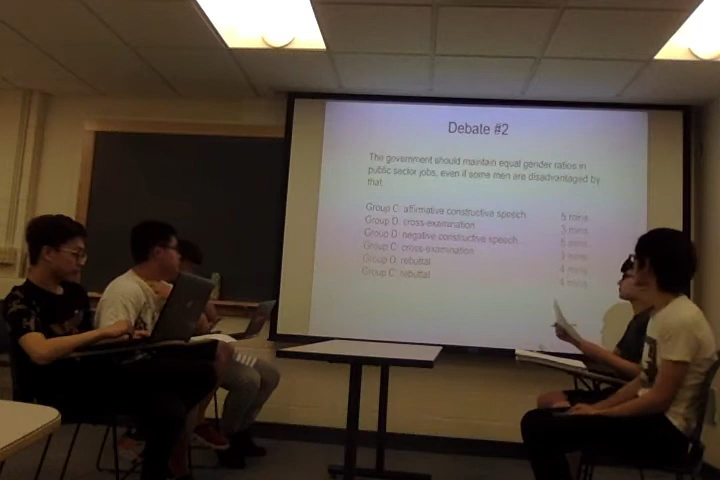 Debate #2
The government should maintain equal gender ratios in
public sector jobs, even if some men are disadvantaged by
that.
Group C: affirmative constructive speech 5 mins
Group D: cross-examination 3 mins
Group D: negative constructive speech 5 mins
Group C: cross-examination 3 mins
Group D: rebuttal 4 mins
Group C: rebuttal 4 mins